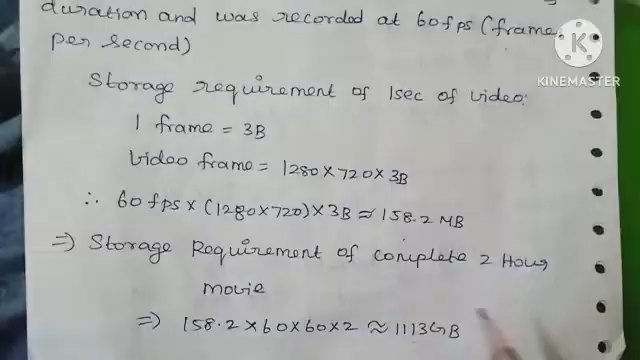 duration and was recorded at 60fps (frame
per second)
KINEMASTER
Storage requirement of 1sec of video:
1 frame = 3B
video frame = 1280 × 720 × 3B
∴ 60fps × (1280 × 720) × 3B ≈ 158.2 MB
⇒ Storage Requirement of complete 2 Hour
movie
⇒ 158.2 × 60 × 60 × 2 ≈ 1113GB